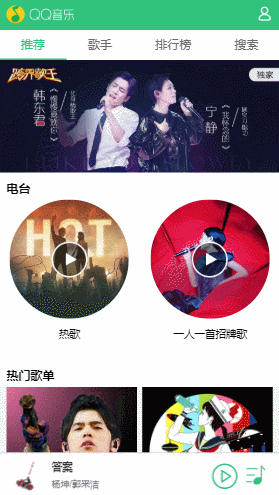 QQ音乐
推荐 歌手 排行榜 搜索
跨界歌王
独家
韩东君
宁静
电台
HOT
热歌
一人一首招牌歌
热门歌单
答案
杨坤/郭采洁